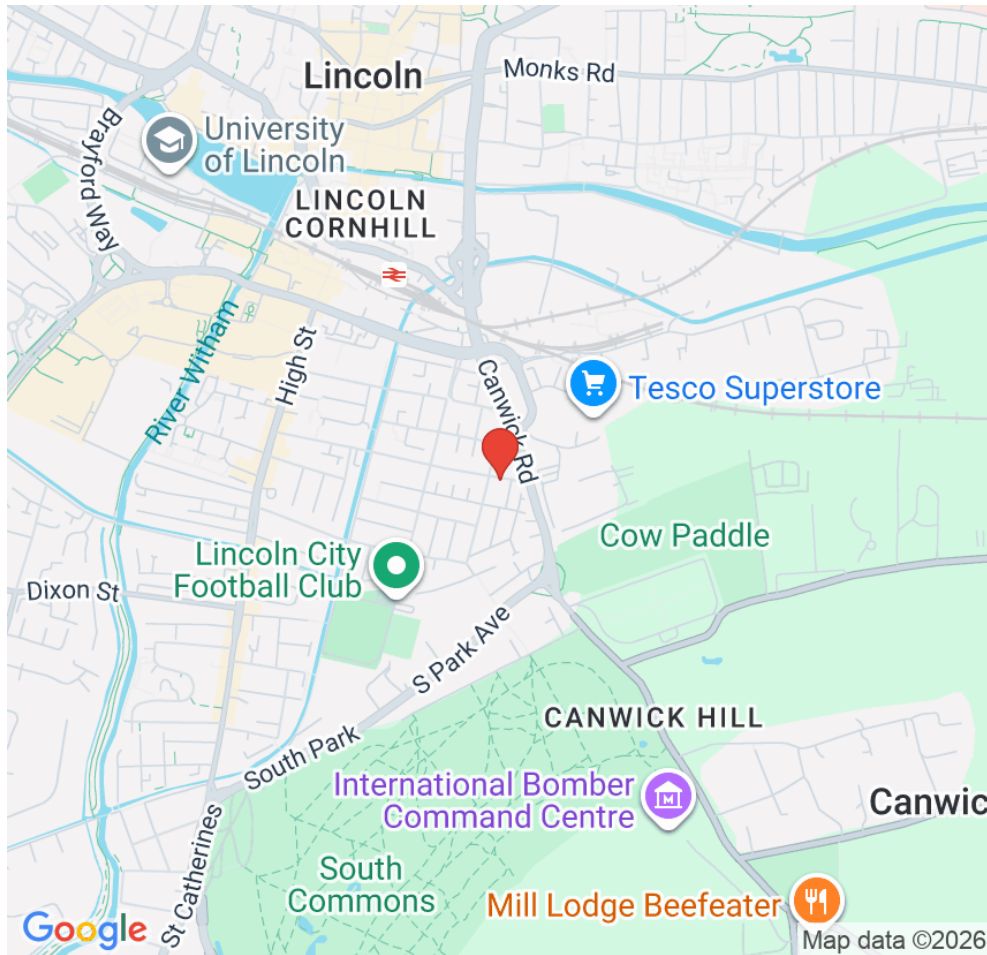 Lincoln
Monks Rd
University
of Lincoln
Brayford Way
LINCOLN
CORNHILL
River Witham
High St
Canwick Rd
Tesco Superstore
Cow Paddle
Lincoln City
Football Club
Dixon St
S Park Ave
CANWICK HILL
South Park
International Bomber
Command Centre
Canwic
South
Commons
St Catherines
Mill Lodge Beefeater
Google
Map data ©2026